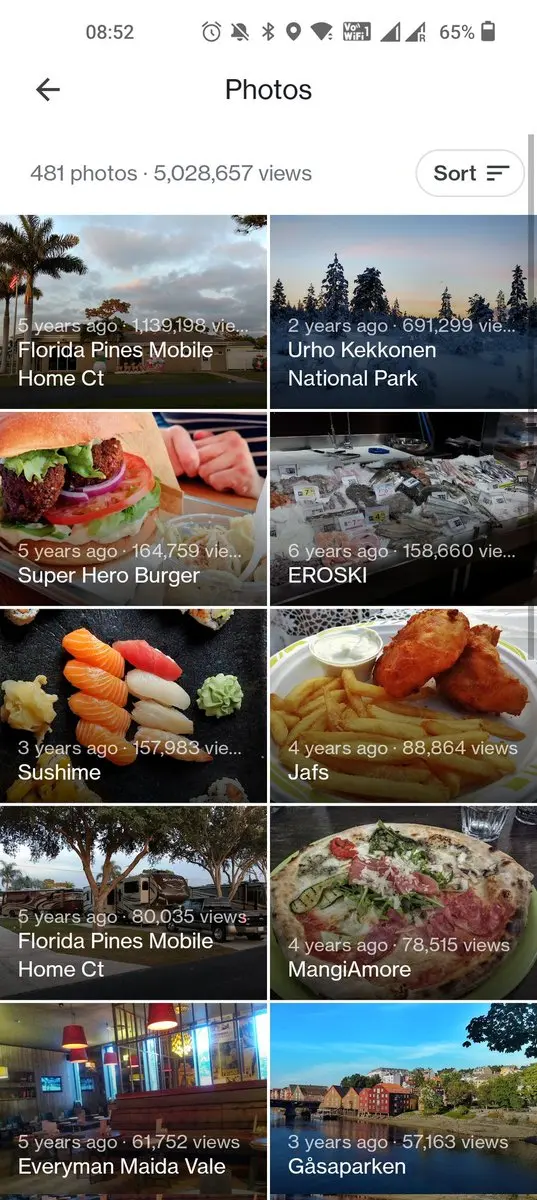 08:52
Vo
WiFi 1
R
65%
Photos
481 photos · 5,028,657 views
Sort
5 years ago · 1,139,198 vie...
Florida Pines Mobile
Home Ct
2 years ago · 691,299 vie...
Urho Kekkonen
National Park
5 years ago · 164,759 vie...
Super Hero Burger
6 years ago · 158,660 vie...
EROSKI
3 years ago · 157,983 vie...
Sushime
4 years ago · 88,864 views
Jafs
5 years ago · 80,035 views
Florida Pines Mobile
Home Ct
4 years ago · 78,515 views
MangiAmore
5 years ago · 61,752 views
Everyman Maida Vale
3 years ago · 57,163 views
Gåsaparken